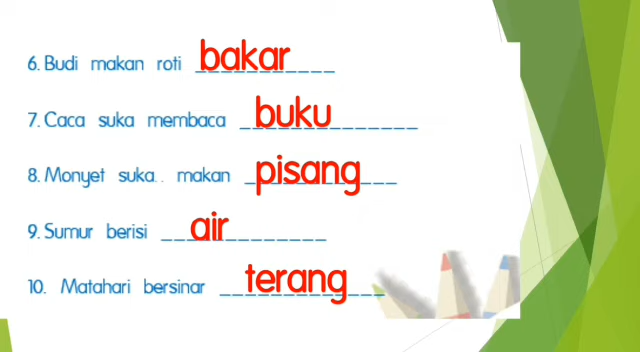 6. Budi makan roti bakar
7. Caca suka membaca buku
8. Monyet suka.. makan pisang
9. Sumur berisi air
10. Matahari bersinar terang